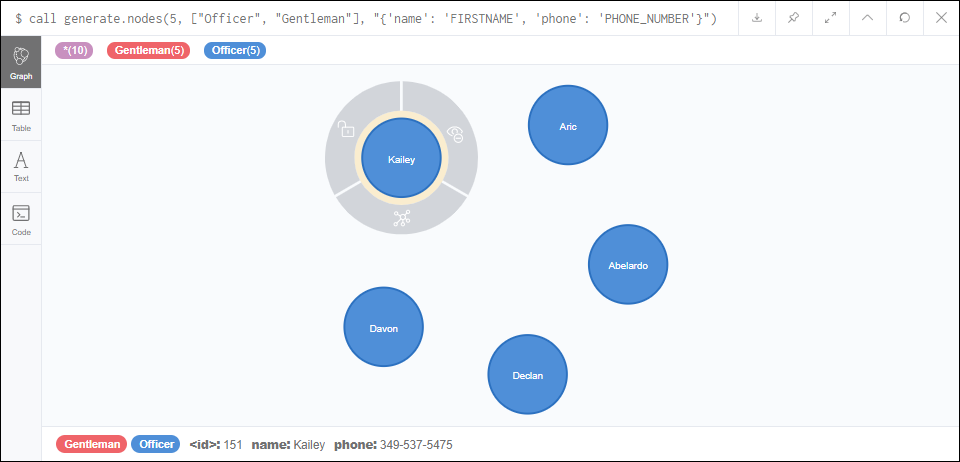 $ call generate.nodes(5, ["Officer", "Gentleman"], "{'name': 'FIRSTNAME', 'phone': 'PHONE_NUMBER'}")
*(10) Gentleman(5) Officer(5)
Graph
Table
Text
Code
Kailey
Aric
Abelardo
Davon
Declan
Gentleman Officer <id>: 151 name: Kailey phone: 349-537-5475